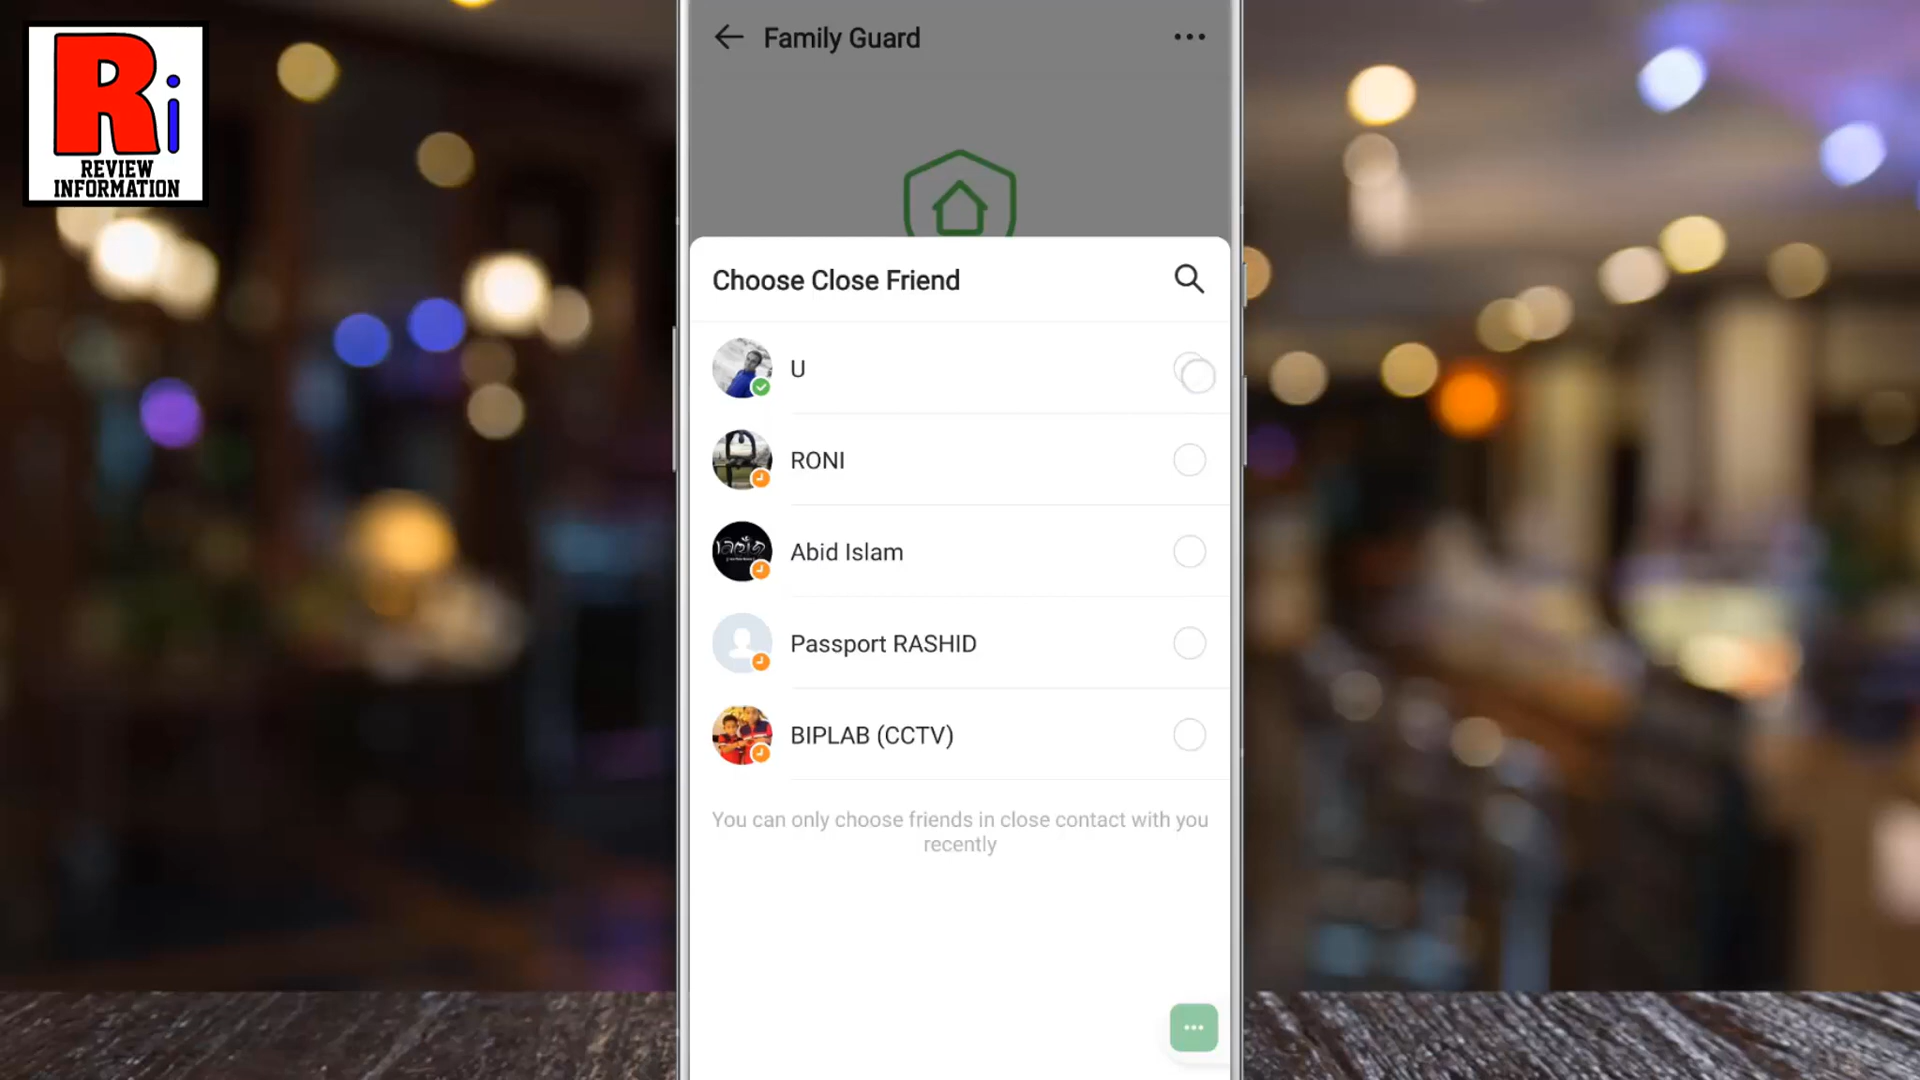 Ri
REVIEW
INFORMATION
Family Guard
Choose Close Friend
U
RONI
Abid Islam
Passport RASHID
BIPLAB (CCTV)
You can only choose friends in close contact with you
recently